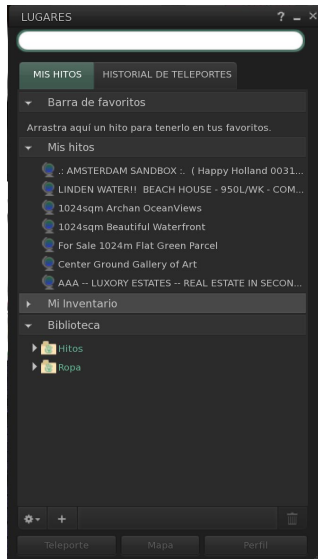 LUGARES
MIS HITOS HISTORIAL DE TELEPORTES
Barra de favoritos
Arrastra aquí un hito para tenerlo en tus favoritos.
Mis hitos
.: AMSTERDAM SANDBOX :. ( Happy Holland 0031...
LINDEN WATER!! BEACH HOUSE - 950L/WK - COM...
1024sqm Archan OceanViews
1024sqm Beautiful Waterfront
For Sale 1024m Flat Green Parcel
Center Ground Gallery of Art
AAA -- LUXORY ESTATES -- REAL ESTATE IN SECON...
Mi Inventario
Biblioteca
Hitos
Ropa
Teleporte Mapa Perfil